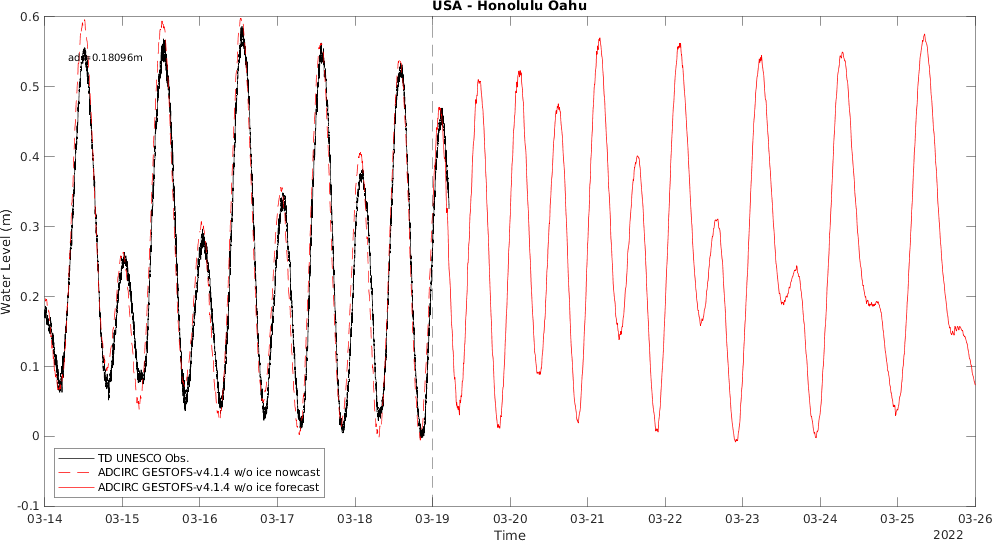 USA - Honolulu Oahu
0.6
0.5
0.4
0.3
0.2
0.1
0
-0.1
Water Level (m)
TD UNESCO Obs.
ADCIRC GESTOFS-v4.1.4 w/o ice nowcast
ADCIRC GESTOFS-v4.1.4 w/o ice forecast
03-14 03-15 03-16 03-17 03-18 03-19 03-20 03-21 03-22 03-23 03-24 03-25 03-26
Time
2022